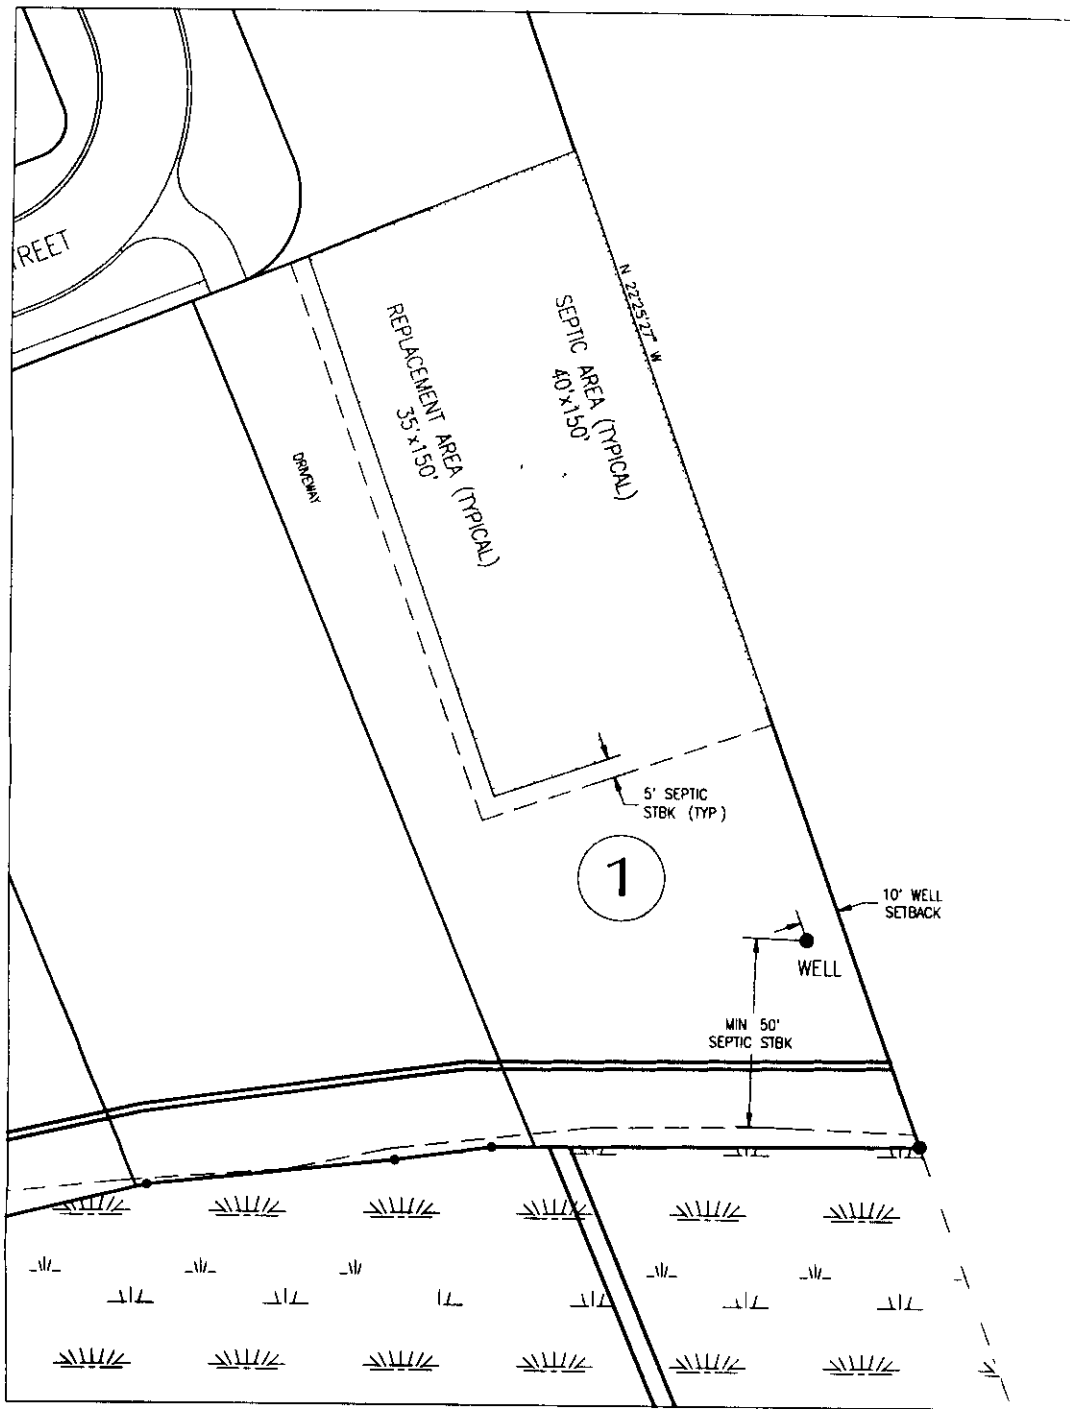 TREET
N 22°25'27" W
SEPTIC AREA (TYPICAL)
40'x150'
REPLACEMENT AREA (TYPICAL)
35'x150'
DRIVEWAY
5' SEPTIC
STBK (TYP)
1
10' WELL
SETBACK
WELL
MIN 50'
SEPTIC STBK